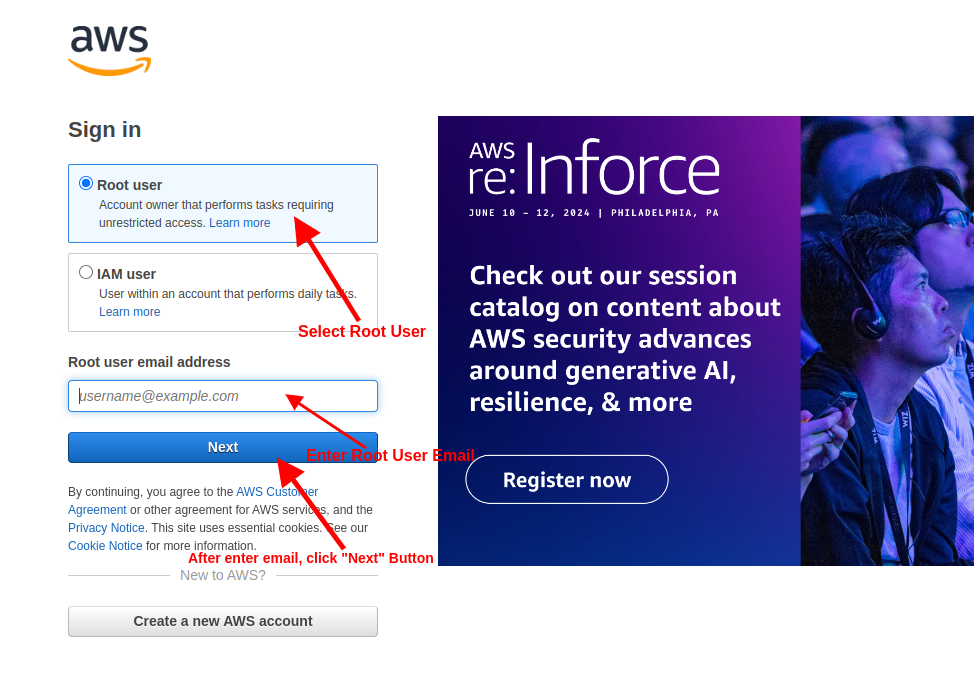 aws
Sign in
Root user
Account owner that performs tasks requiring
unrestricted access. Learn more
IAM user
User within an account that performs daily tasks.
Learn more
Select Root User
Root user email address
username@example.com
Enter Root User Email
Next
By continuing, you agree to the AWS Customer
Agreement or other agreement for AWS services, and the
Privacy Notice. This site uses essential cookies. See our
Cookie Notice for more information.
After enter email, click "Next" Button
New to AWS?
Create a new AWS account
AWS
re:Inforce
JUNE 10 – 12, 2024 | PHILADELPHIA, PA
Check out our session
catalog on content about
AWS security advances
around generative AI,
resilience, & more
Register now
WIZ